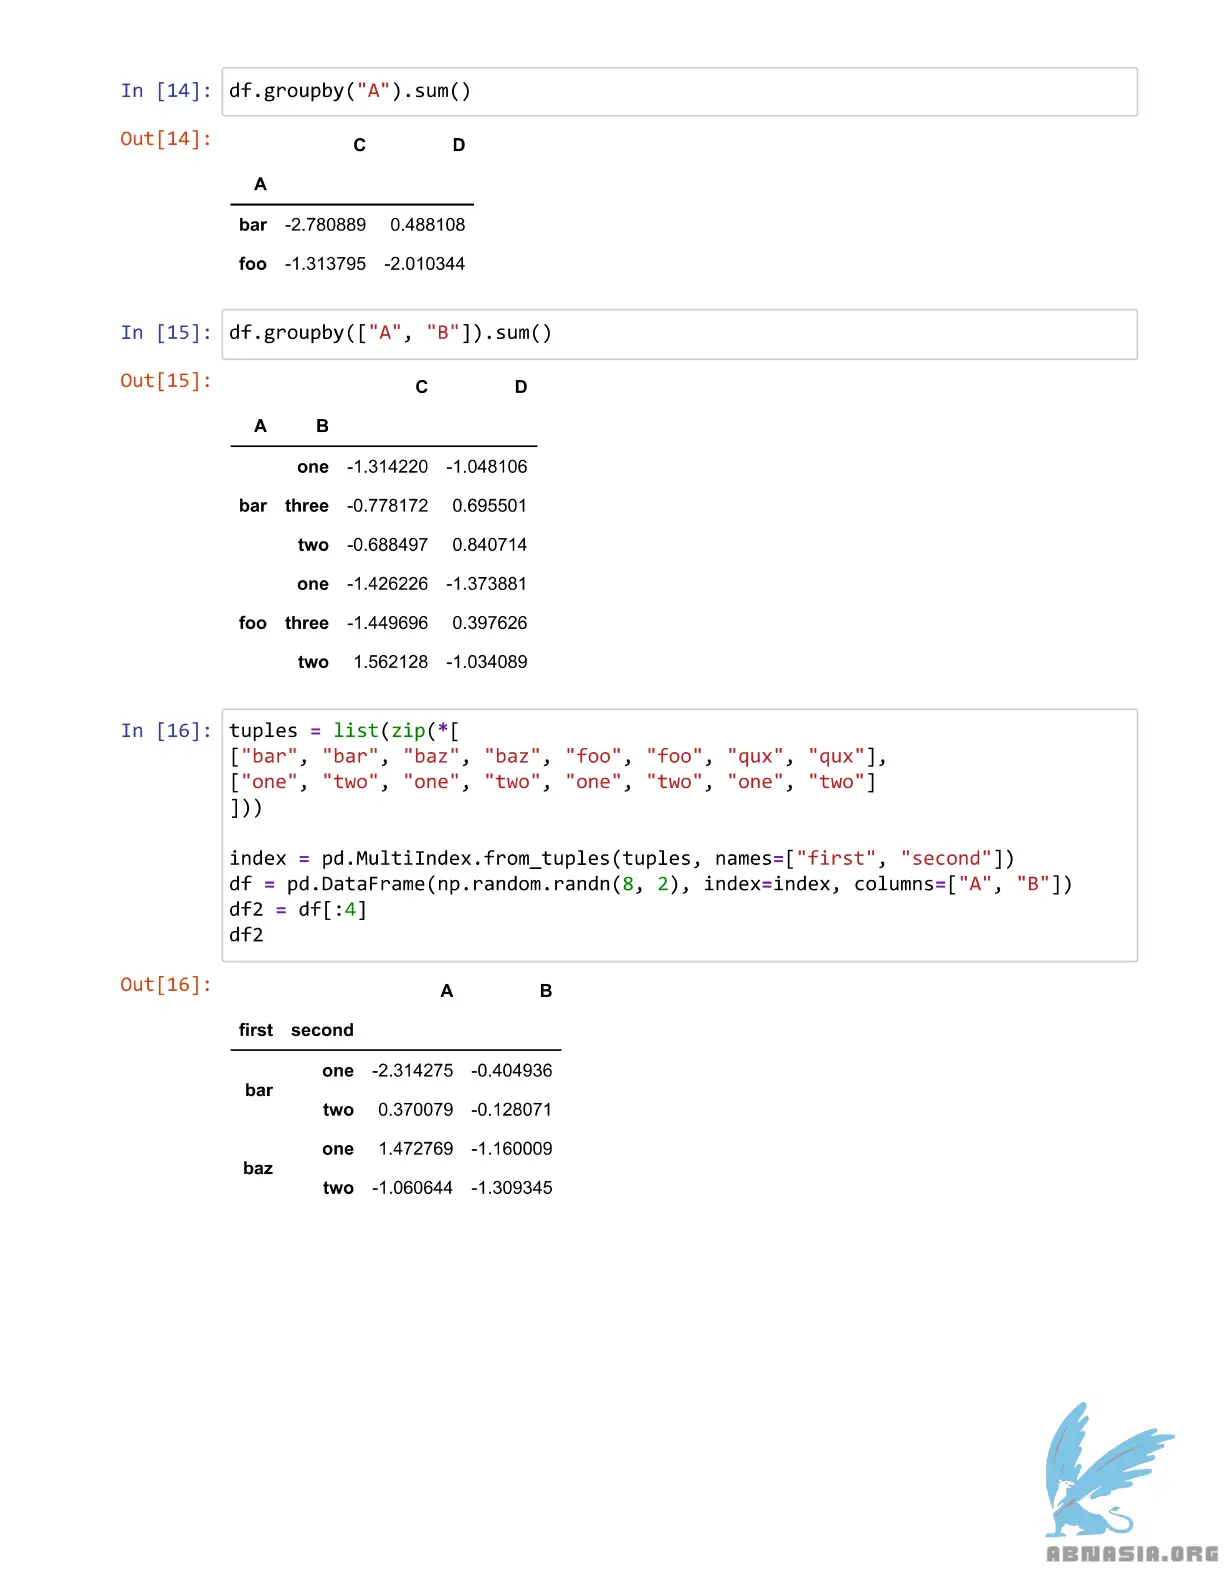 In [14]: df.groupby("A").sum()
Out[14]:
C D
A
bar -2.780889 0.488108
foo -1.313795 -2.010344
In [15]: df.groupby(["A", "B"]).sum()
Out[15]:
C D
A B
one -1.314220 -1.048106
bar three -0.778172 0.695501
two -0.688497 0.840714
one -1.426226 -1.373881
foo three -1.449696 0.397626
two 1.562128 -1.034089
In [16]: tuples = list(zip(*[
["bar", "bar", "baz", "baz", "foo", "foo", "qux", "qux"],
["one", "two", "one", "two", "one", "two", "one", "two"]
]))
index = pd.MultiIndex.from_tuples(tuples, names=["first", "second"])
df = pd.DataFrame(np.random.randn(8, 2), index=index, columns=["A", "B"])
df2 = df[:4]
df2
Out[16]:
A B
first second
one -2.314275 -0.404936
bar
two 0.370079 -0.128071
one 1.472769 -1.160009
baz
two -1.060644 -1.309345
ABNASIA.ORG